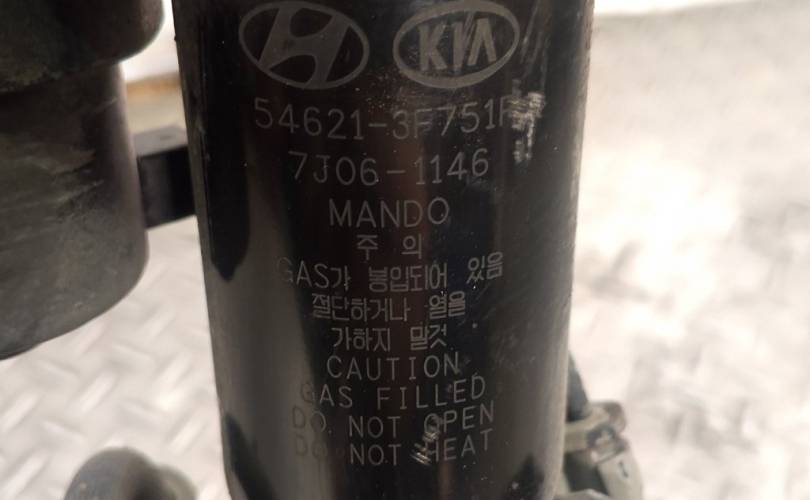 KIA
54621-3F751
7J06-1146
MANDO
주 의
GAS가 봉입되어 있음
절단하거나 열을
가하지 말것
CAUTION
GAS FILLED
DO NOT OPEN
DO NOT HEAT